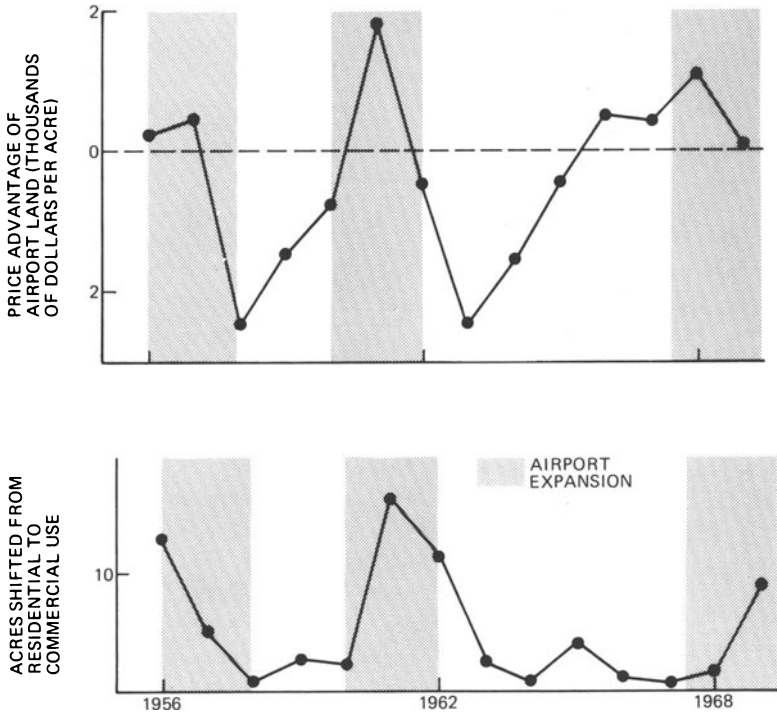 PRICE ADVANTAGE OF
AIRPORT LAND (THOUSANDS
OF DOLLARS PER ACRE)
2
0
2
ACRES SHIFTED FROM
RESIDENTIAL TO
COMMERCIAL USE
10
AIRPORT
EXPANSION
1956
1962
1968